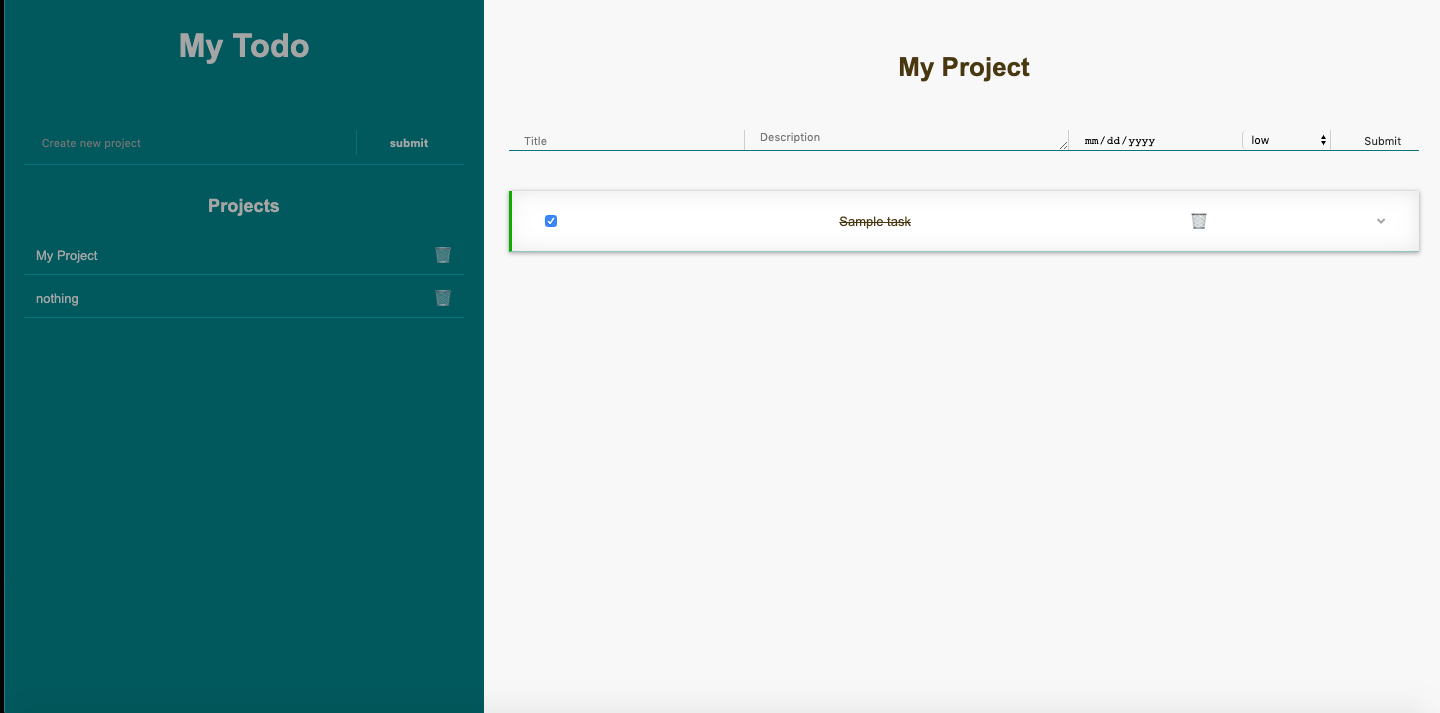 My Todo
Create new project
submit
Projects
My Project
nothing
My Project
Title
Description
mm/dd/yyyy
low
Submit
Sample task